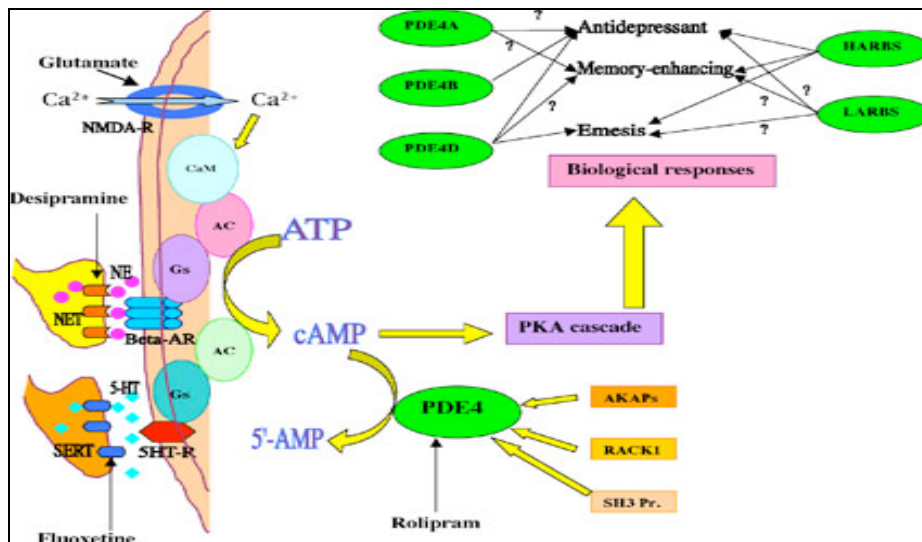 PDE4A
?
Antidepressant
Glutamate
?
HARBS
Ca²⁺
Ca²⁺
PDE4B
Memory-enhancing
?
NMDA-R
?
LARBS
PDE4D
Emesis
?
CaM
Biological responses
Desipramine
AC
ATP
NE
Gs
NET
cAMP
PKA cascade
Beta-AR
AC
5-HT
Gs
PDE4
AKAPs
SERT
5HT-R
5'-AMP
RACK1
SH3 Pr.
Rolipram
Fluoxetine